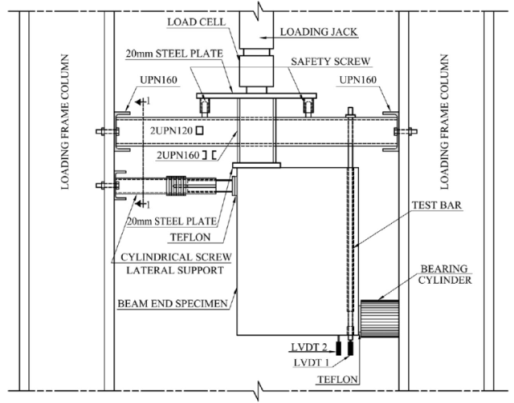 LOAD CELL
LOADING JACK
20mm STEEL PLATE
SAFETY SCREW
UPN160
UPN160
1
LOADING FRAME COLUMN
LOADING FRAME COLUMN
2UPN120
2UPN160
1
20mm STEEL PLATE
TEFLON
TEST BAR
CYLINDRICAL SCREW
LATERAL SUPPORT
BEARING
CYLINDER
BEAM END SPECIMEN
LVDT 2
LVDT 1
TEFLON